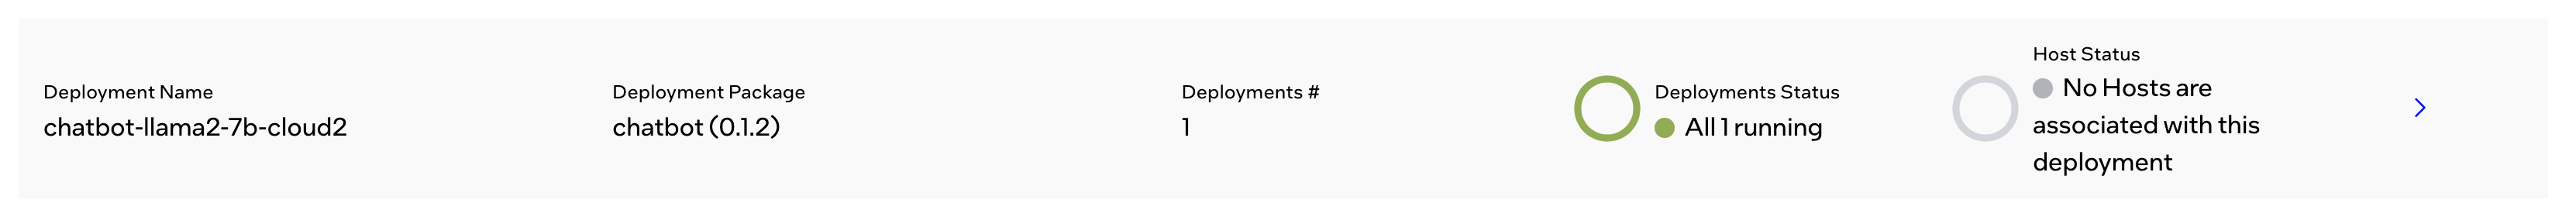 Deployment Name
chatbot-llama2-7b-cloud2
Deployment Package
chatbot (0.1.2)
Deployments #
1
Deployments Status
All 1 running
Host Status
No Hosts are
associated with this
deployment